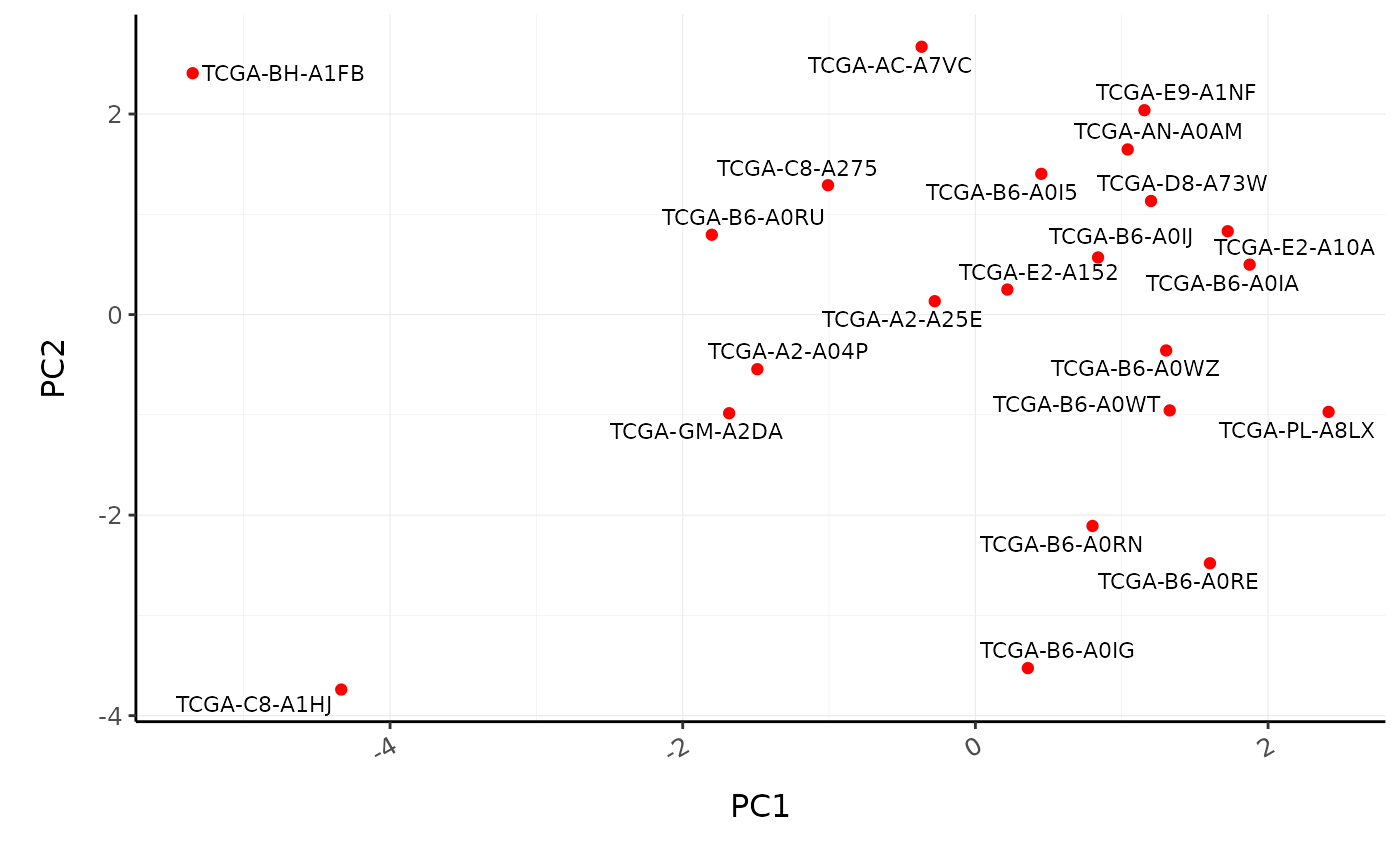 TCGA-AC-A7VC
TCGA-BH-A1FB
TCGA-E9-A1NF
2
TCGA-AN-A0AM
TCGA-C8-A275
TCGA-D8-A73W
TCGA-B6-A0I5
TCGA-B6-A0RU
TCGA-B6-A0IJ
TCGA-E2-A10A
TCGA-E2-A152
TCGA-B6-A0IA
0
TCGA-A2-A25E
TCGA-A2-A04P
TCGA-B6-A0WZ
PC2
TCGA-B6-A0WT
TCGA-GM-A2DA
TCGA-PL-A8LX
-2
TCGA-B6-A0RN
TCGA-B6-A0RE
TCGA-B6-A0IG
TCGA-C8-A1HJ
-4
-4
-2
0
2
PC1